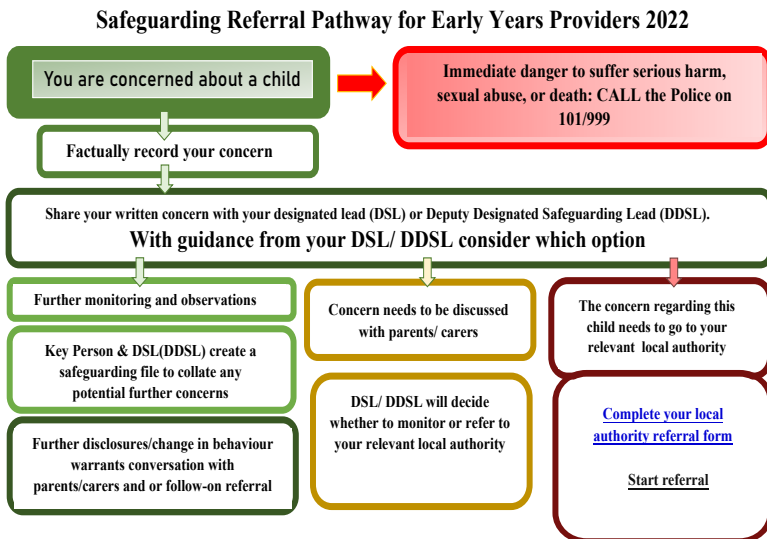 Safeguarding Referral Pathway for Early Years Providers 2022
You are concerned about a child
Immediate danger to suffer serious harm,
sexual abuse, or death: CALL the Police on
101/999
Factually record your concern
Share your written concern with your designated lead (DSL) or Deputy Designated Safeguarding Lead (DDSL).
With guidance from your DSL/ DDSL consider which option
Further monitoring and observations
Key Person & DSL(DDSL) create a
safeguarding file to collate any
potential further concerns
Further disclosures/change in behaviour
warrants conversation with
parents/carers and or follow-on referral
Concern needs to be discussed
with parents/ carers
DSL/ DDSL will decide
whether to monitor or refer to
your relevant local authority
The concern regarding this
child needs to go to your
relevant local authority
Complete your local
authority referral form
Start referral